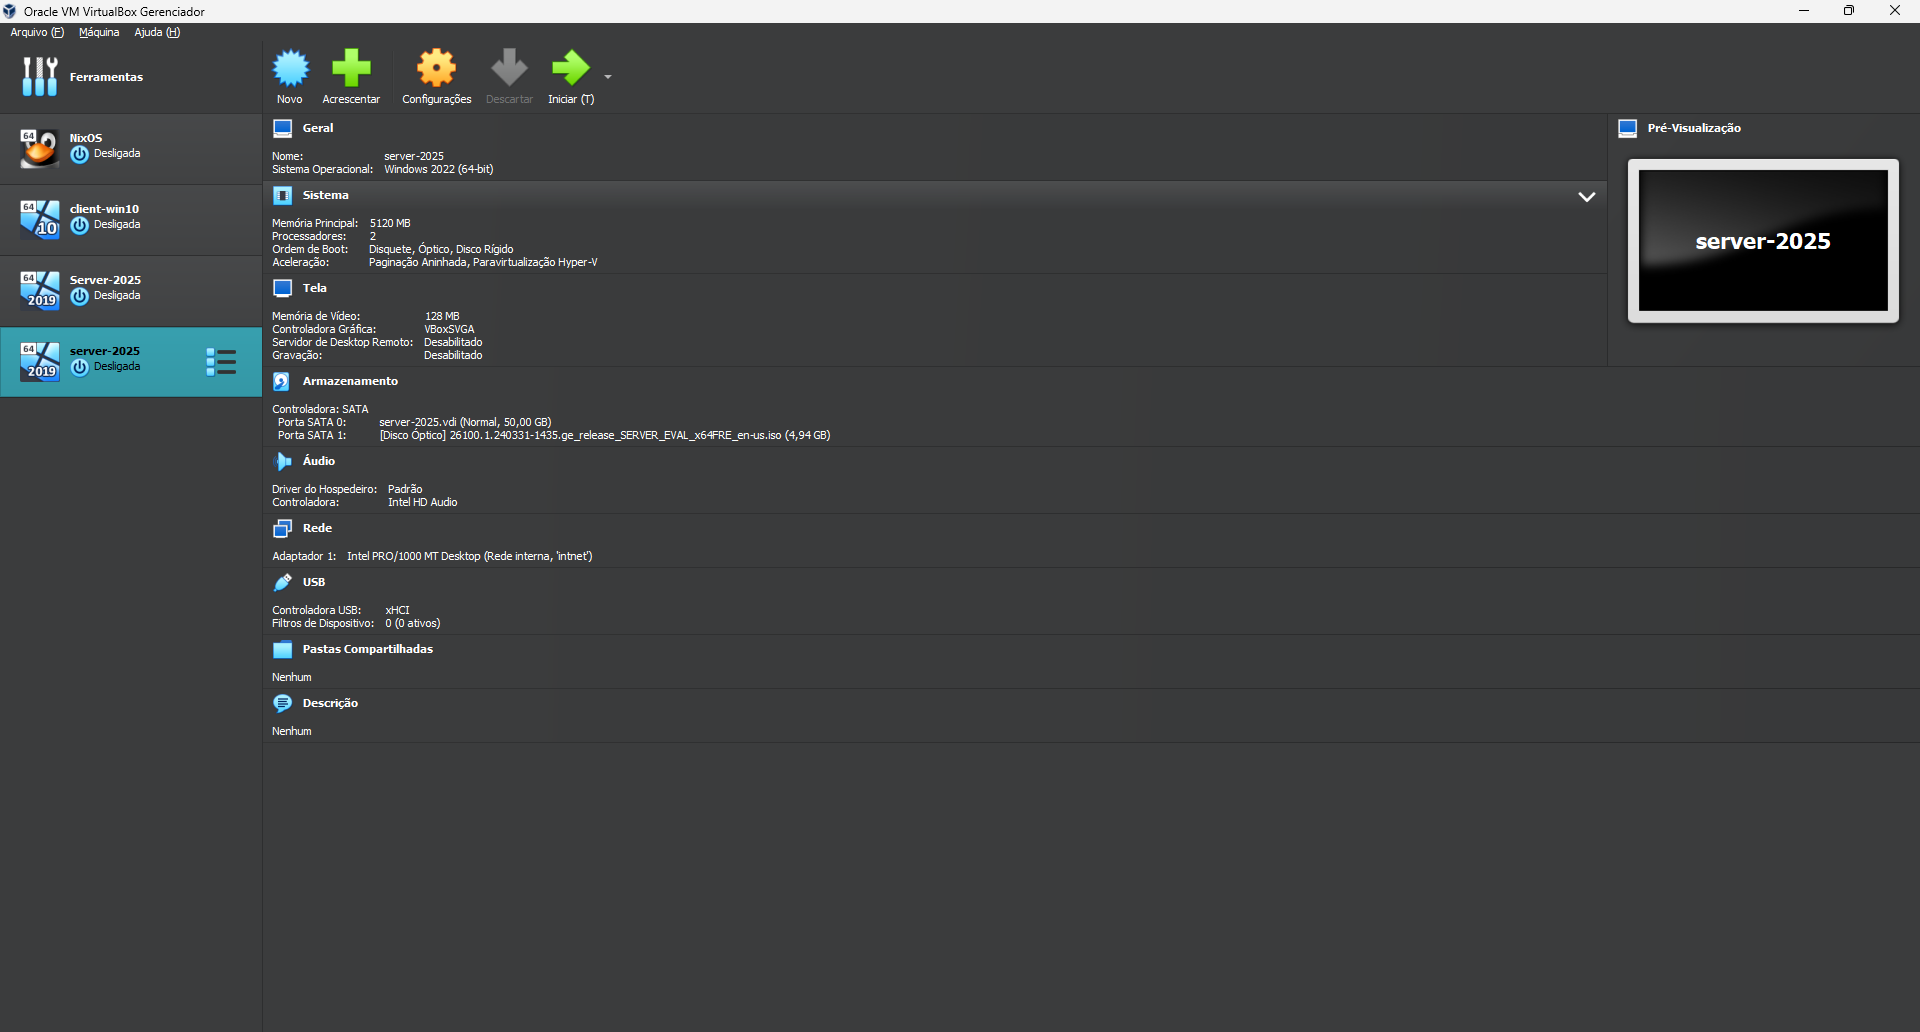 Oracle VM VirtualBox Gerenciador
Arquivo (F) Máquina Ajuda (H)
Ferramentas
Novo Acrescentar Configurações Descartar Iniciar (T)
64
NixOS
Desligada
64
10
client-win10
Desligada
64
2019
Server-2025
Desligada
64
2019
server-2025
Desligada
Geral
Nome: server-2025
Sistema Operacional: Windows 2022 (64-bit)
Sistema
Memória Principal: 5120 MB
Processadores: 2
Ordem de Boot: Disquete, Óptico, Disco Rígido
Aceleração: Paginação Aninhada, Paravirtualização Hyper-V
Tela
Memória de Vídeo: 128 MB
Controladora Gráfica: VBoxSVGA
Servidor de Desktop Remoto: Desabilitado
Gravação: Desabilitado
Armazenamento
Controladora: SATA
Porta SATA 0: server-2025.vdi (Normal, 50,00 GB)
Porta SATA 1: [Disco Óptico] 26100.1.240331-1435.ge_release_SERVER_EVAL_x64FRE_en-us.iso (4,94 GB)
Áudio
Driver do Hospedeiro: Padrão
Controladora: Intel HD Audio
Rede
Adaptador 1: Intel PRO/1000 MT Desktop (Rede interna, 'intnet')
USB
Controladora USB: xHCI
Filtros de Dispositivo: 0 (0 ativos)
Pastas Compartilhadas
Nenhum
Descrição
Nenhum
Pré-Visualização
server-2025